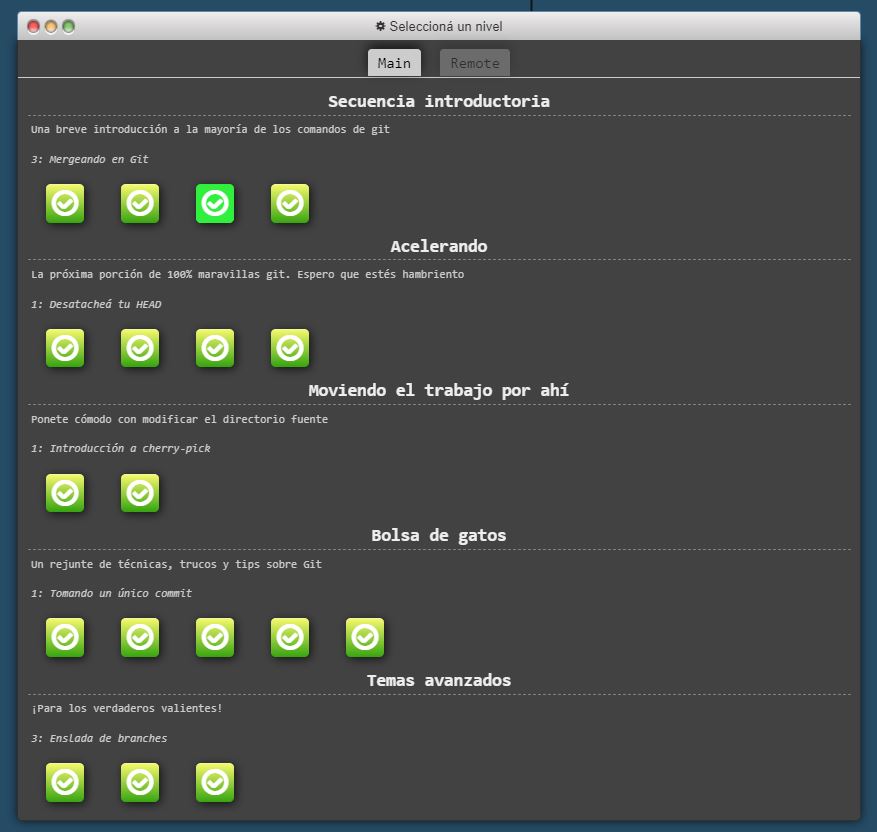 Seleccioná un nivel
Main
Remote
Secuencia introductoria
Una breve introducción a la mayoría de los comandos de git
3: Mergeando en Git
Acelerando
La próxima porción de 100% maravillas git. Espero que estés hambriento
1: Desatacheá tu HEAD
Moviendo el trabajo por ahí
Ponete cómodo con modificar el directorio fuente
1: Introducción a cherry-pick
Bolsa de gatos
Un rejunte de técnicas, trucos y tips sobre Git
1: Tomando un único commit
Temas avanzados
¡Para los verdaderos valientes!
3: Enslada de branches